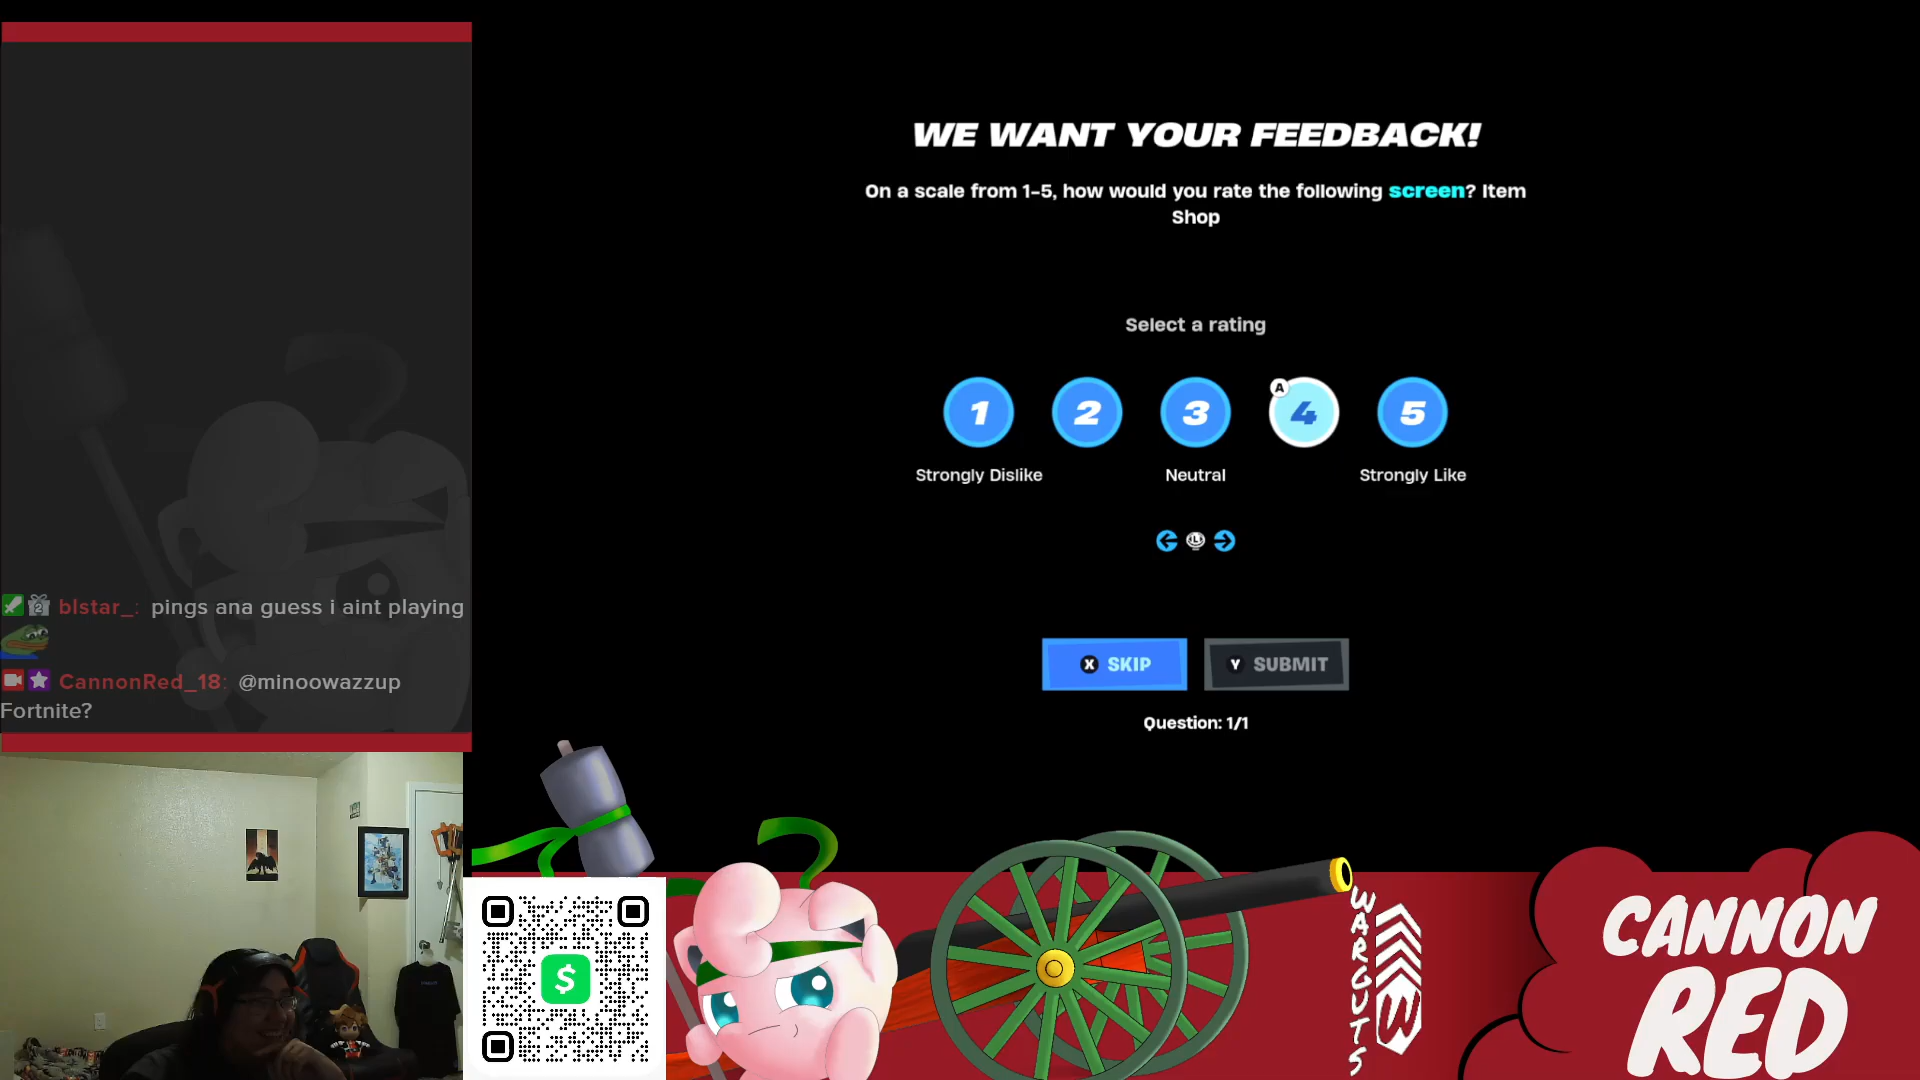 WE WANT YOUR FEEDBACK!
On a scale from 1-5, how would you rate the following screen? Item
Shop
Select a rating
1
2
3
A
4
5
Strongly Dislike
Neutral
Strongly Like
L
X SKIP
Y SUBMIT
Question: 1/1
2 blstar_: pings ana guess i aint playing
CannonRed_18: @minoowazzup
Fortnite?
$
WARGUTS
CANNON
RED